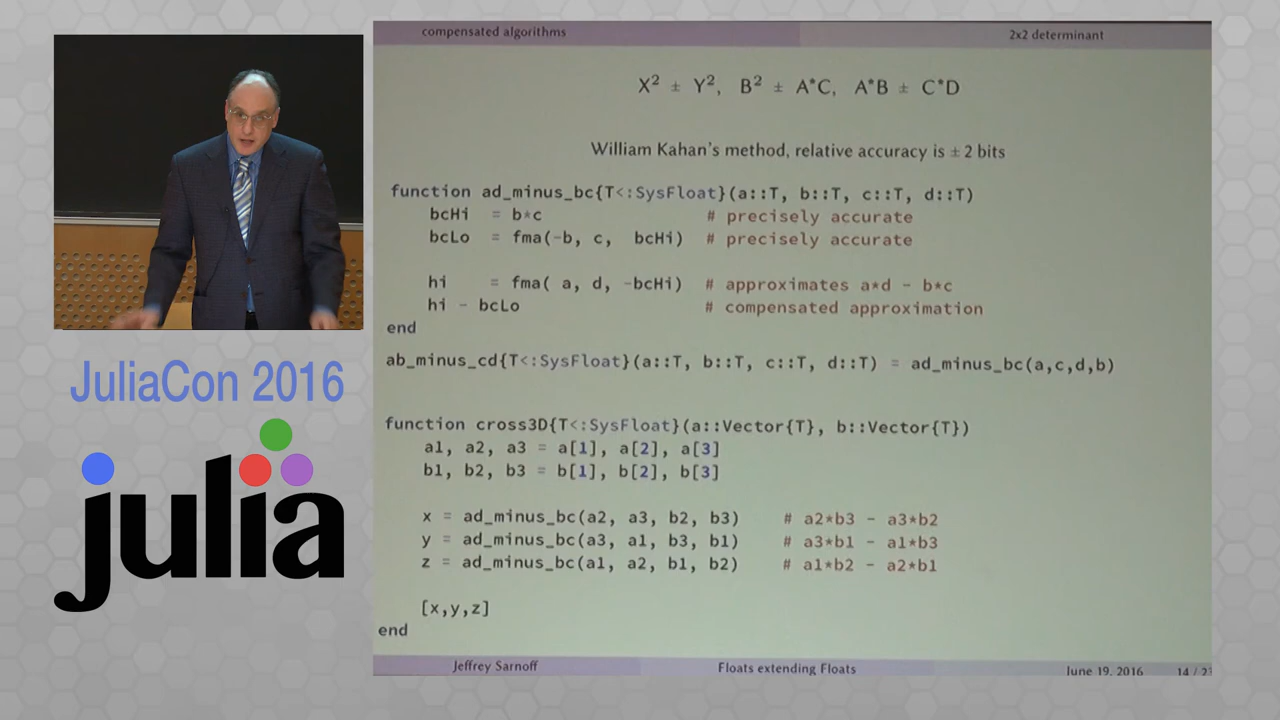 compensated algorithms
2x2 determinant
X² ± Y², B² ± A*C, A*B ± C*D
William Kahan's method, relative accuracy is ± 2 bits
function ad_minus_bc{T<:SysFloat}(a::T, b::T, c::T, d::T)
bcHi = b*c # precisely accurate
bcLo = fma(-b, c, bcHi) # precisely accurate
hi = fma( a, d, -bcHi) # approximates a*d - b*c
hi - bcLo # compensated approximation
end
ab_minus_cd{T<:SysFloat}(a::T, b::T, c::T, d::T) = ad_minus_bc(a,c,d,b)
function cross3D{T<:SysFloat}(a::Vector{T}, b::Vector{T})
a1, a2, a3 = a[1], a[2], a[3]
b1, b2, b3 = b[1], b[2], b[3]
x = ad_minus_bc(a2, a3, b2, b3) # a2*b3 - a3*b2
y = ad_minus_bc(a3, a1, b3, b1) # a3*b1 - a1*b3
z = ad_minus_bc(a1, a2, b1, b2) # a1*b2 - a2*b1
[x,y,z]
end
Jeffrey Sarnoff
Floats extending Floats
June 19, 2016
14 / 23
JuliaCon 2016
julia